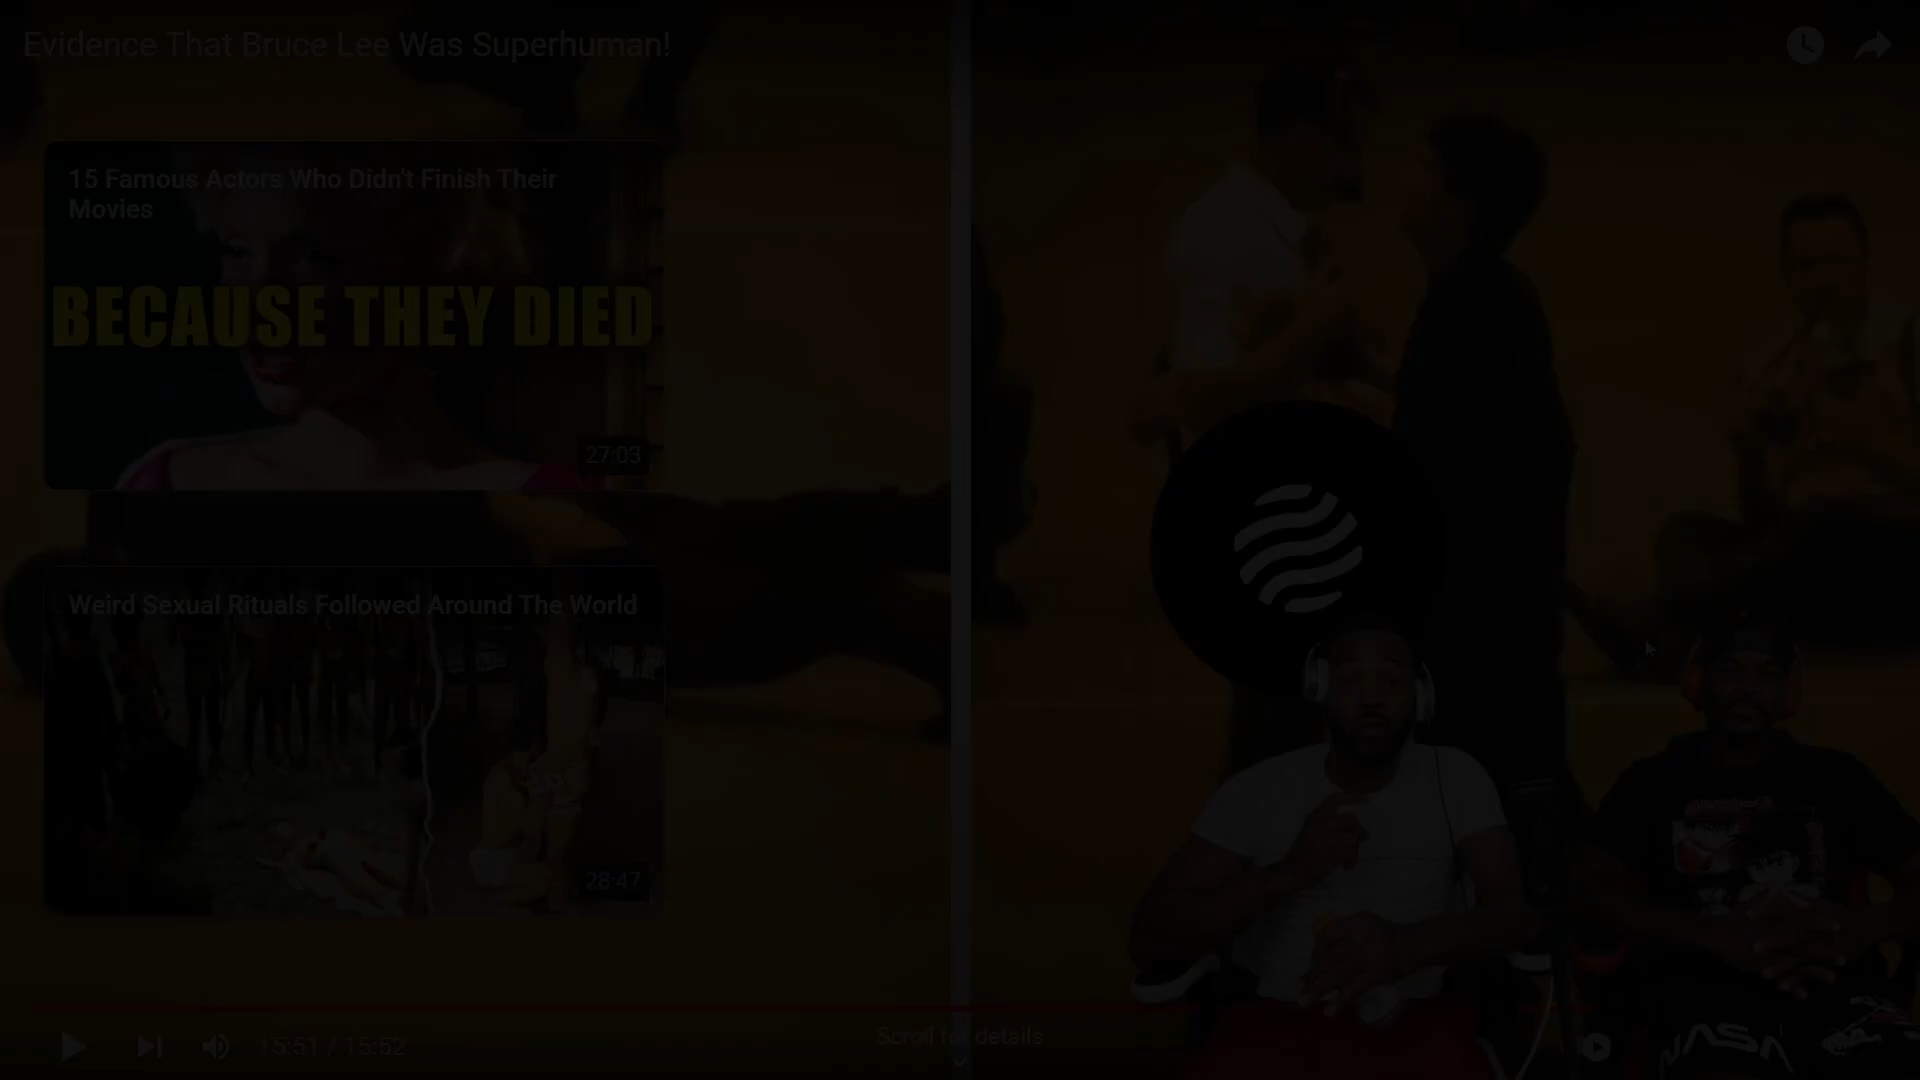 Evidence That Bruce Lee Was Superhuman!
15 Famous Actors Who Didn't Finish Their
Movies
BECAUSE THEY DIED
27:03
Weird Sexual Rituals Followed Around The World
28:47
15:51 / 15:52
Scroll for details
NASA